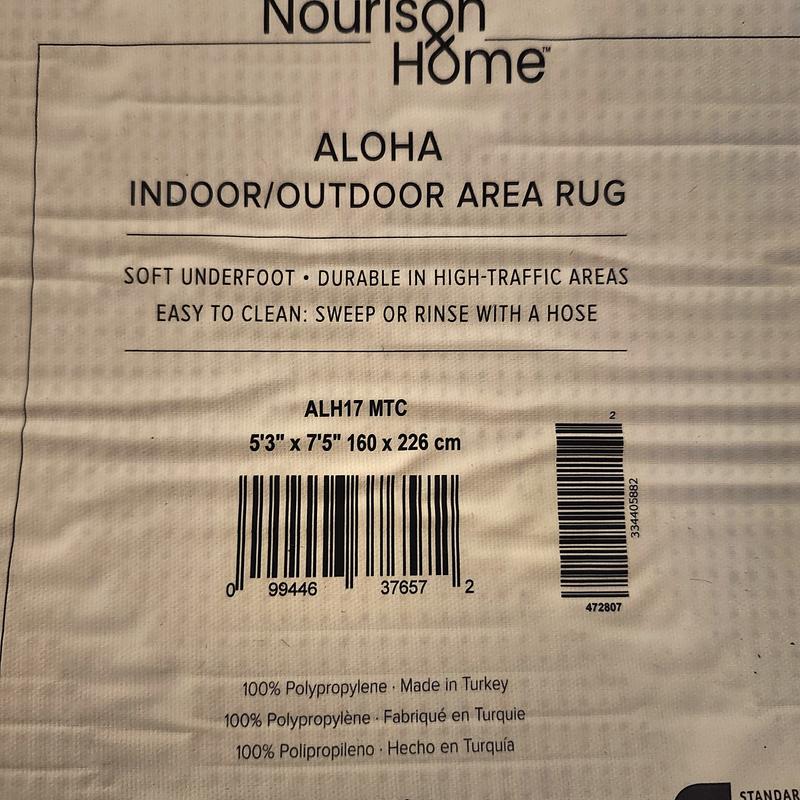 Nourison
Home™
ALOHA
INDOOR/OUTDOOR AREA RUG
SOFT UNDERFOOT • DURABLE IN HIGH-TRAFFIC AREAS
EASY TO CLEAN: SWEEP OR RINSE WITH A HOSE
ALH17 MTC
5'3" x 7'5" 160 x 226 cm
0 99446 37657 2
2
334405882
472807
100% Polypropylene · Made in Turkey
100% Polypropylène · Fabriqué en Turquie
100% Polipropileno · Hecho en Turquía